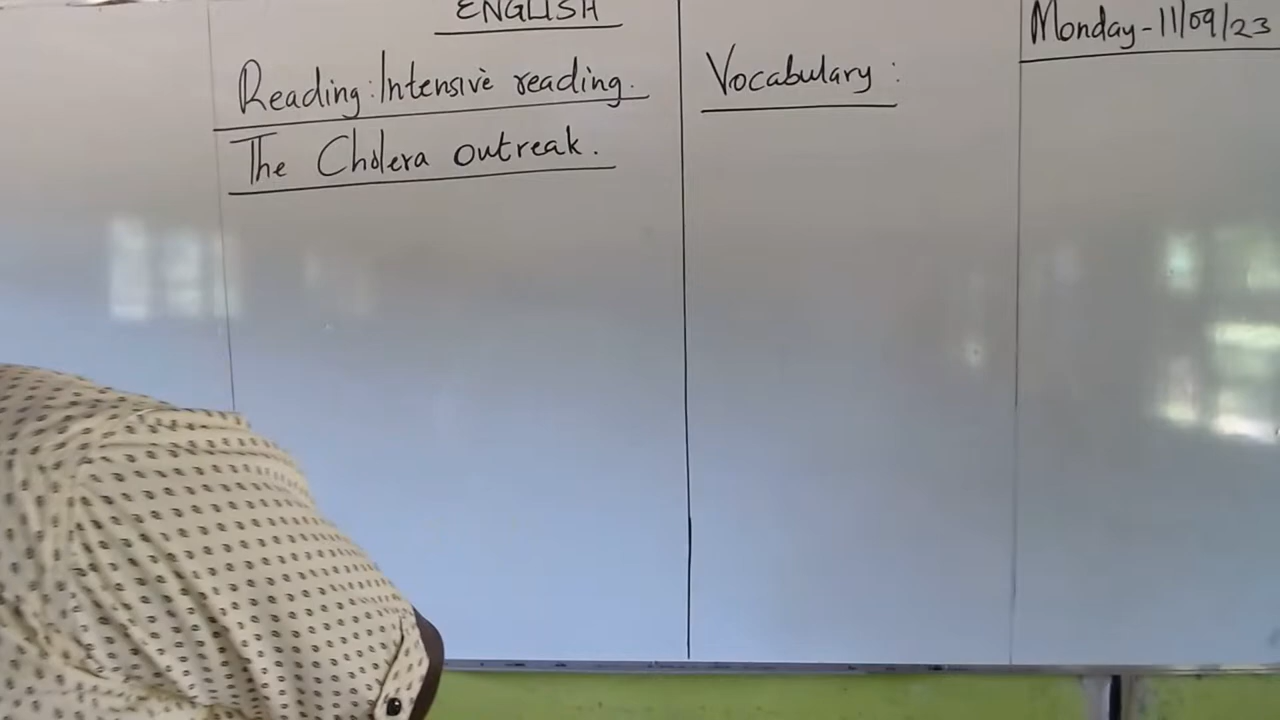 ENGLISH
Monday-11/09/23
Reading: Intensive reading.
Vocabulary:
The Cholera outreak.